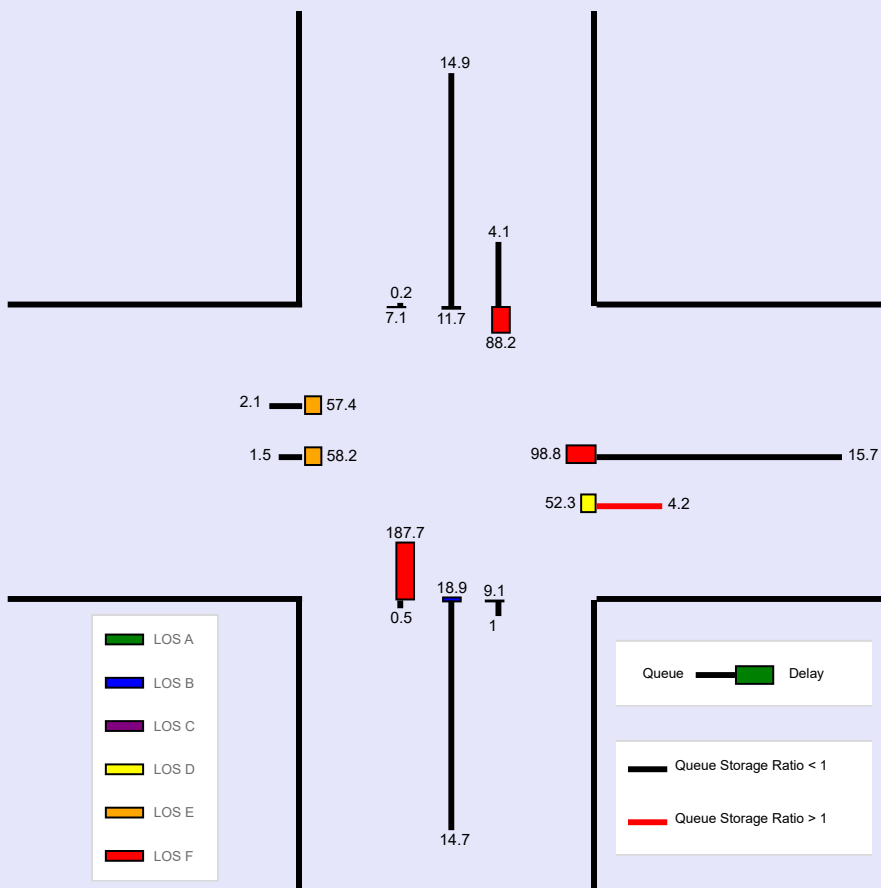 14.9
4.1
0.2
7.1
11.7
88.2
2.1
57.4
1.5
58.2
98.8
15.7
52.3
4.2
187.7
18.9
9.1
0.5
1
14.7
LOS A
LOS B
LOS C
LOS D
LOS E
LOS F
Queue Delay
Queue Storage Ratio < 1
Queue Storage Ratio > 1